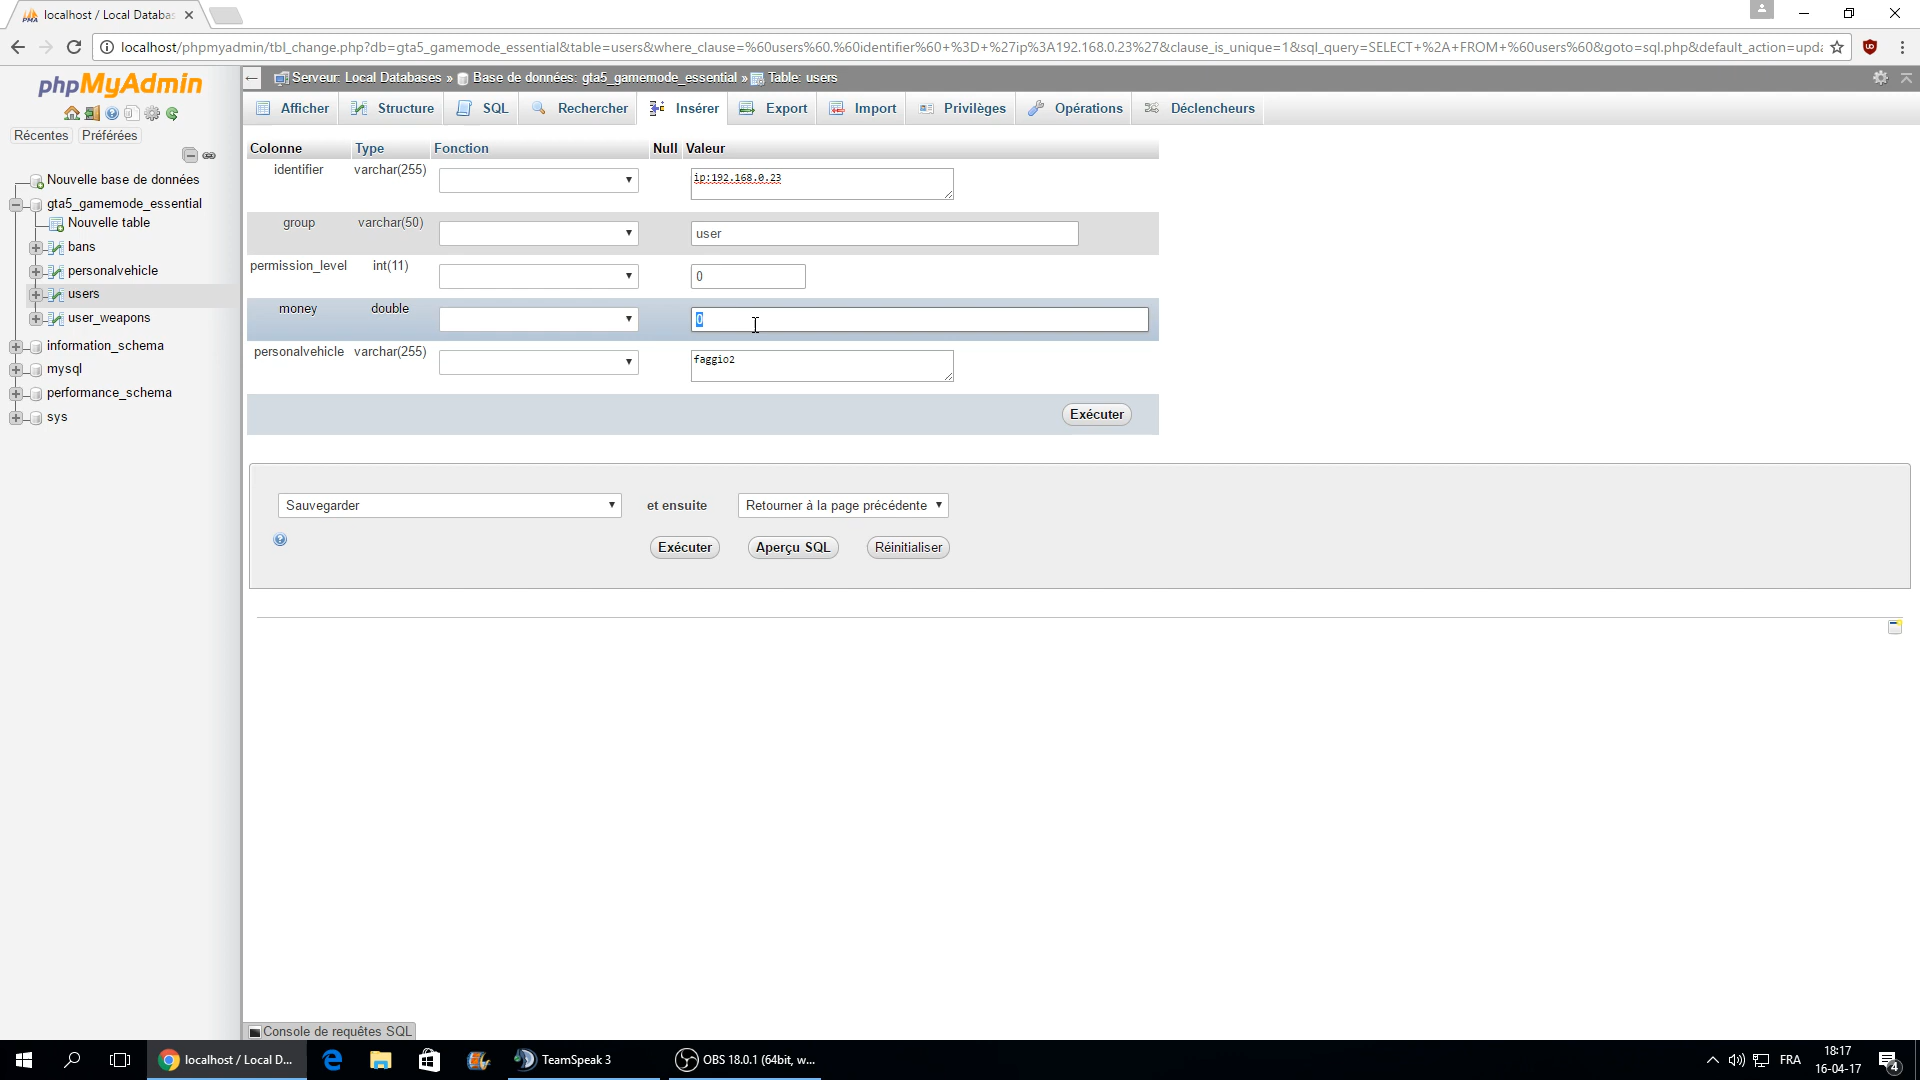 localhost / Local Databas
localhost/phpmyadmin/tbl_change.php?db=gta5_gamemode_essential&table=users&where_clause=%60users%60.%60identifier%60+%3D+%27ip%3A192.168.0.23%27&clause_is_unique=1&sql_query=SELECT+%2A+FROM+%60users%60&goto=sql.php&default_action=upda
phpMyAdmin
Récentes Préférées
Nouvelle base de données
gta5_gamemode_essential
Nouvelle table
bans
personalvehicle
users
user_weapons
information_schema
mysql
performance_schema
sys
Serveur: Local Databases » Base de données: gta5_gamemode_essential » Table: users
Afficher Structure SQL Rechercher Insérer Export Import Privilèges Opérations Déclencheurs
Colonne Type Fonction Null Valeur
identifier varchar(255) ip:192.168.0.23
group varchar(50) user
permission_level int(11) 0
money double 0
personalvehicle varchar(255) faggio2
Exécuter
Sauvegarder et ensuite Retourner à la page précédente
Exécuter Aperçu SQL Réinitialiser
Console de requêtes SQL
localhost / Local D... TeamSpeak 3 OBS 18.0.1 (64bit, w... FRA 18:17
16-04-17 4